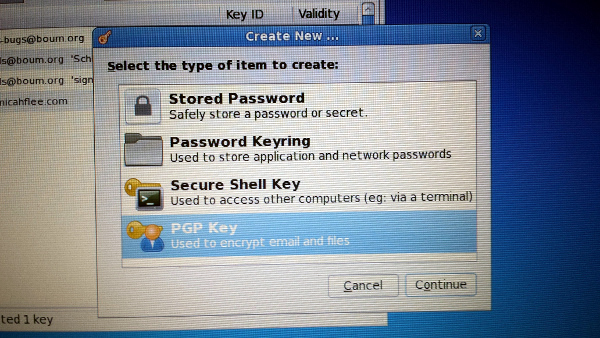 Key ID Validity
-bugs@boum.org
Create New ...
ls@boum.org 'Sch
Select the type of item to create:
ls@boum.org 'sign
micahflee.com
Stored Password
Safely store a password or secret.
Password Keyring
Used to store application and network passwords
Secure Shell Key
Used to access other computers (eg: via a terminal)
PGP Key
Used to encrypt email and files
Cancel Continue
ted 1 key